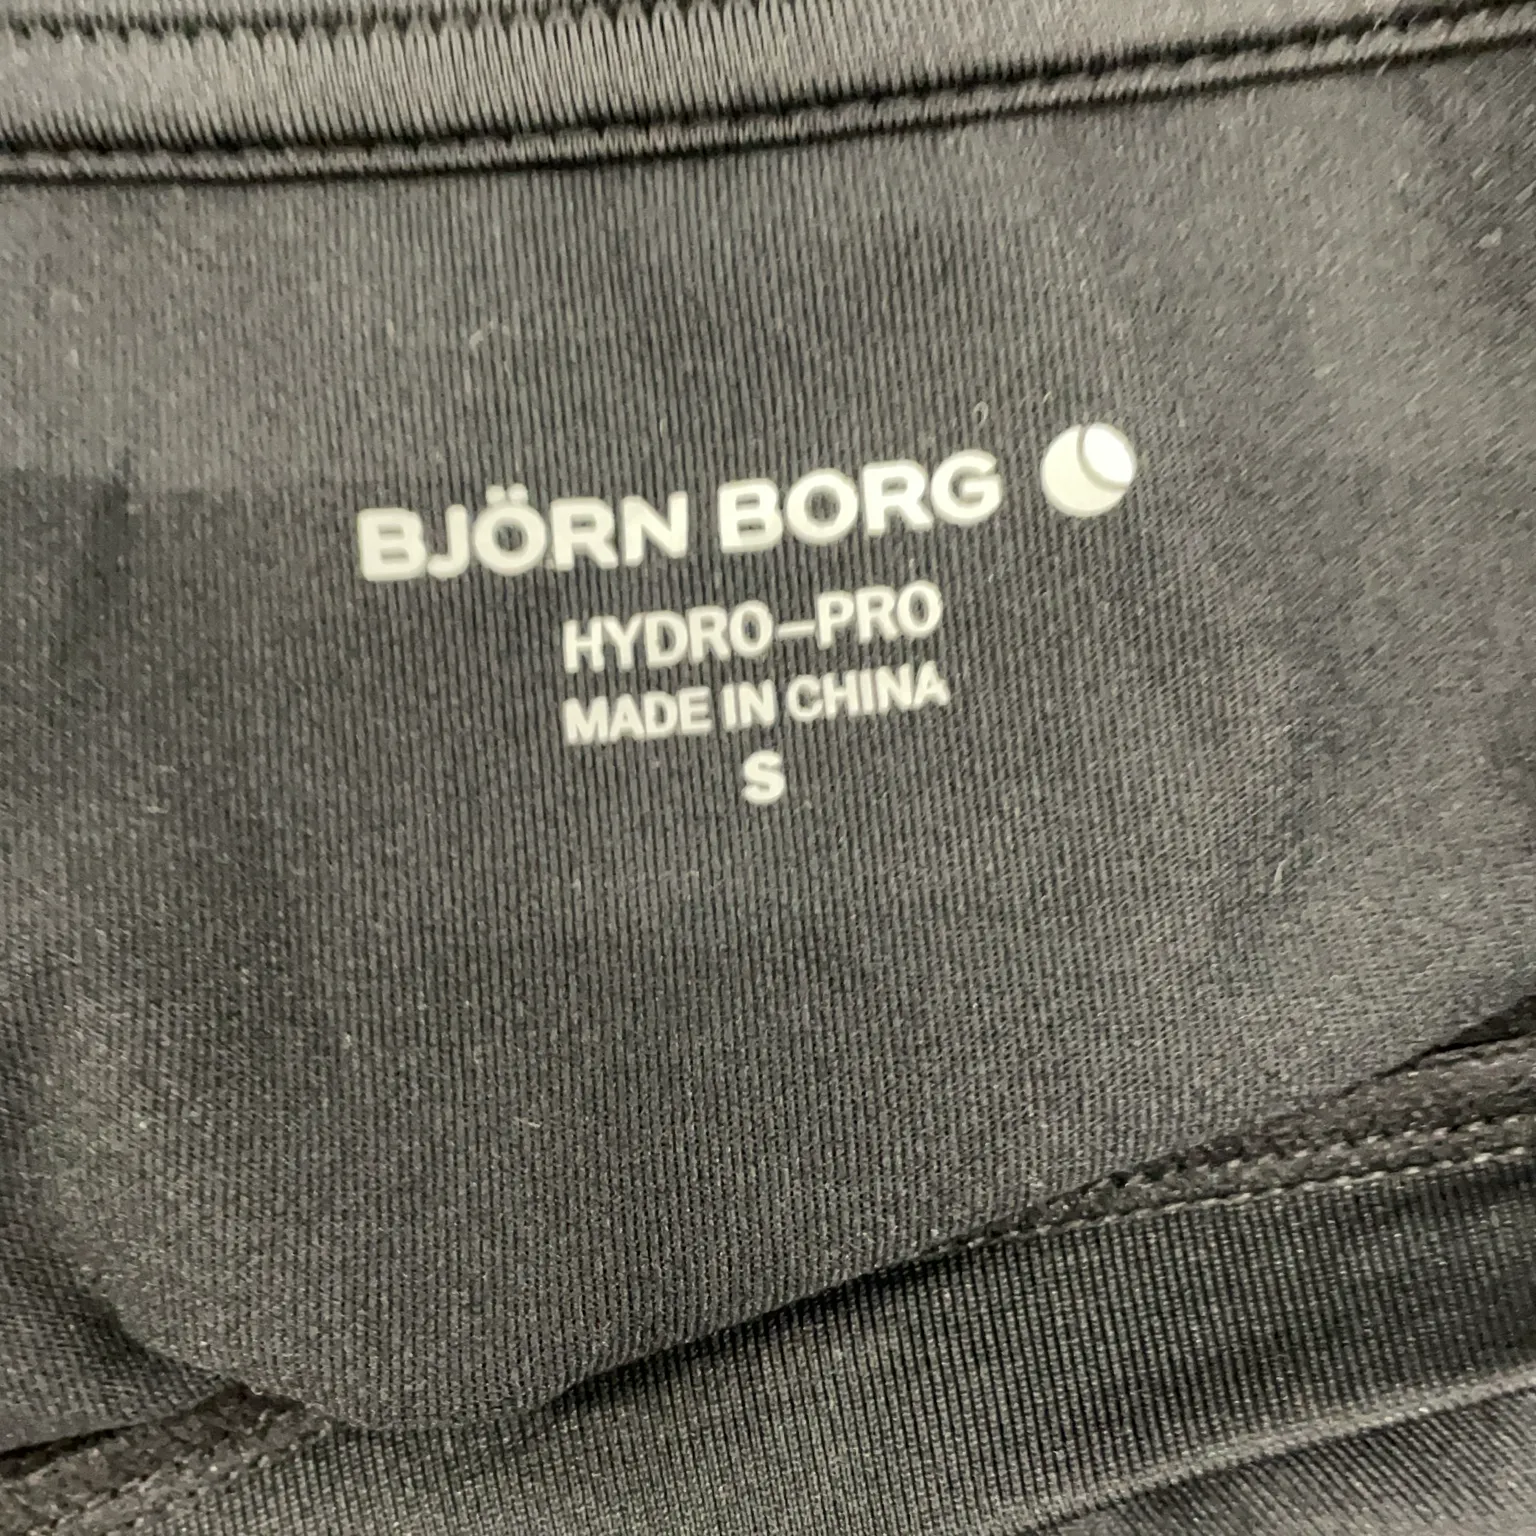 BJÖRN BORG
HYDRO-PRO
MADE IN CHINA
S